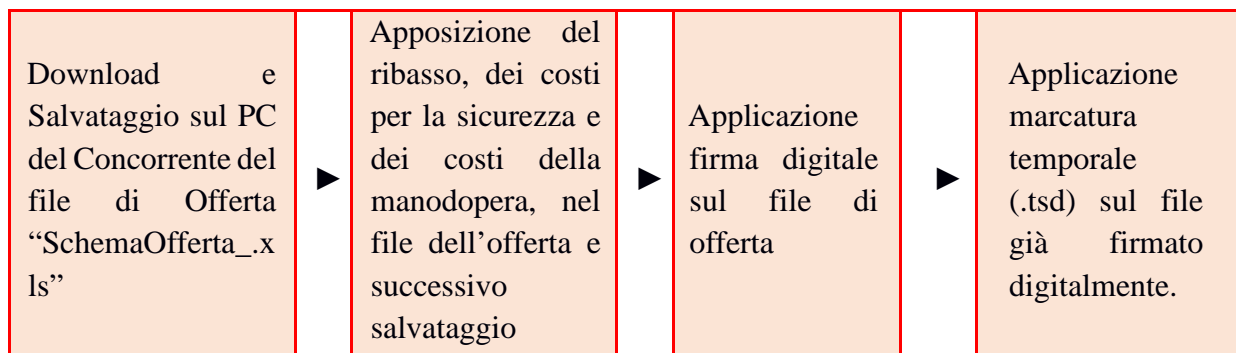 Download e
Salvataggio sul PC
del Concorrente del
file di Offerta
“SchemaOfferta_.x
ls”
►
Apposizione del
ribasso, dei costi
per la sicurezza e
dei costi della
manodopera, nel
file dell’offerta e
successivo
salvataggio
►
Applicazione
firma digitale
sul file di
offerta
►
Applicazione
marcatura
temporale
(.tsd) sul file
già firmato
digitalmente.